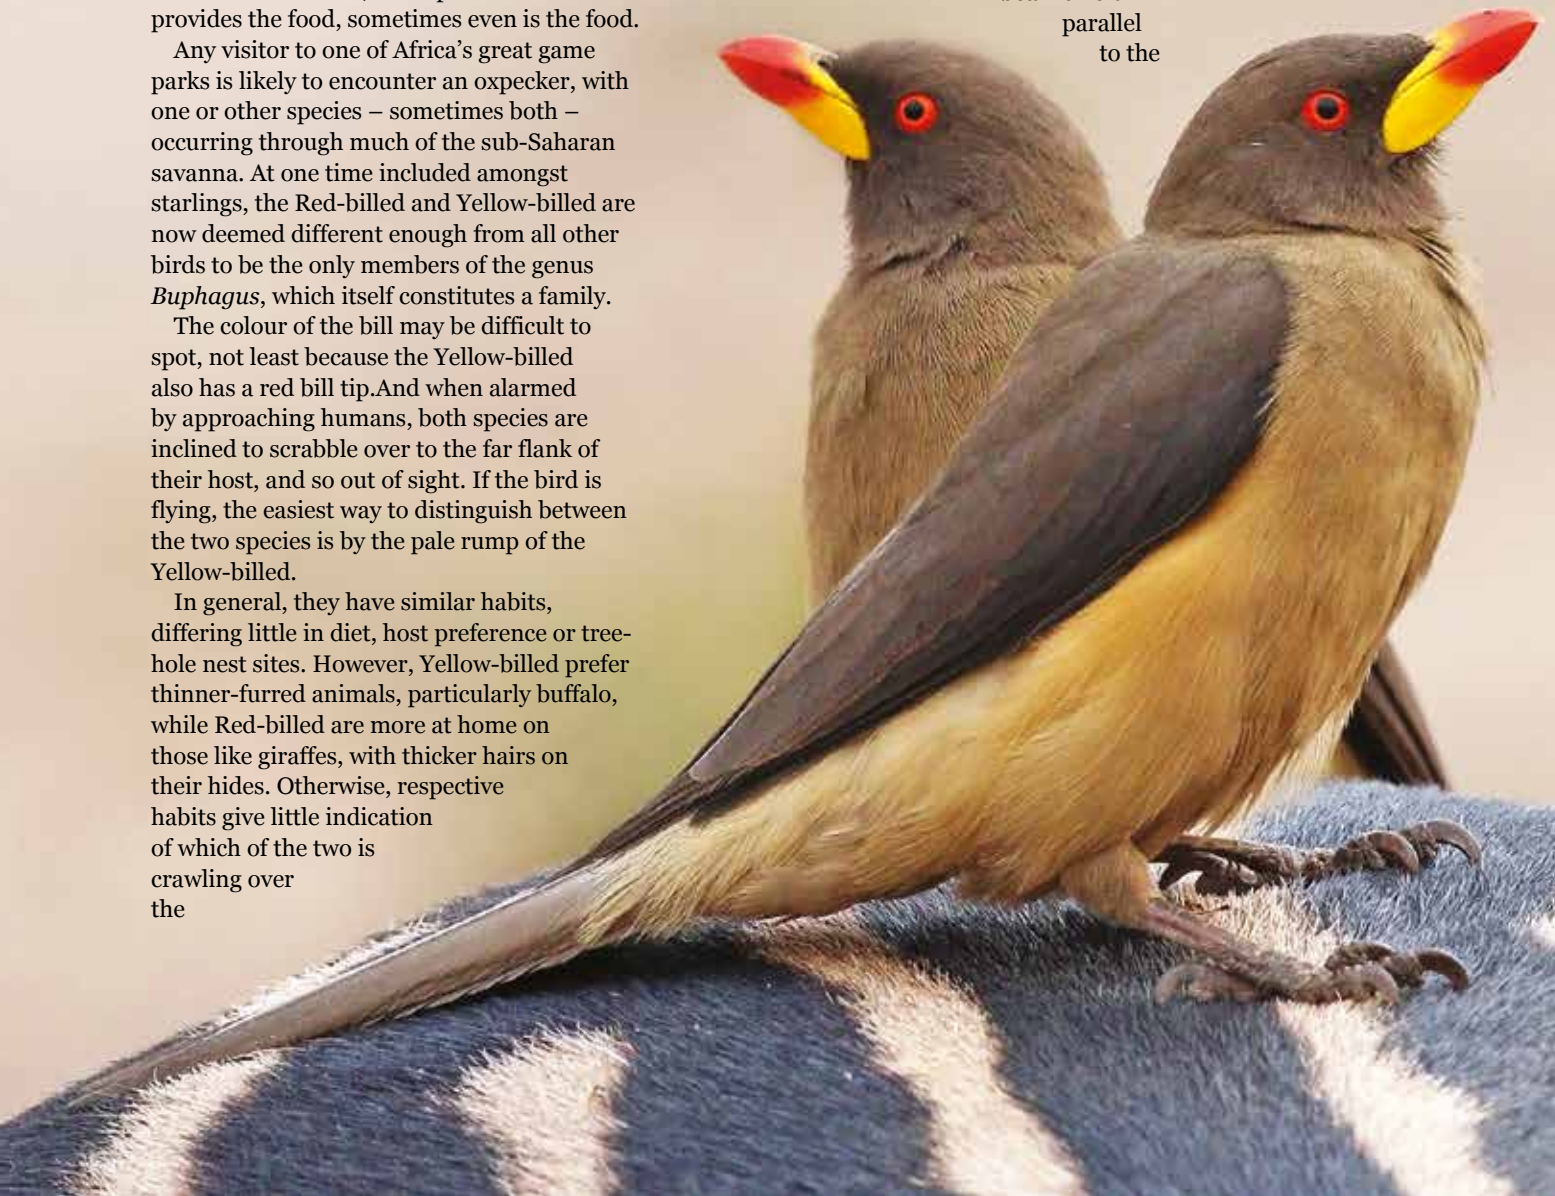 provides the food, sometimes even is the food.
Any visitor to one of Africa’s great game
parks is likely to encounter an oxpecker, with
one or other species – sometimes both –
occurring through much of the sub-Saharan
savanna. At one time included amongst
starlings, the Red-billed and Yellow-billed are
now deemed different enough from all other
birds to be the only members of the genus
Buphagus, which itself constitutes a family.
The colour of the bill may be difficult to
spot, not least because the Yellow-billed
also has a red bill tip.And when alarmed
by approaching humans, both species are
inclined to scrabble over to the far flank of
their host, and so out of sight. If the bird is
flying, the easiest way to distinguish between
the two species is by the pale rump of the
Yellow-billed.
In general, they have similar habits,
differing little in diet, host preference or tree-
hole nest sites. However, Yellow-billed prefer
thinner-furred animals, particularly buffalo,
while Red-billed are more at home on
those like giraffes, with thicker hairs on
their hides. Otherwise, respective
habits give little indication
of which of the two is
crawling over
the
parallel
to the